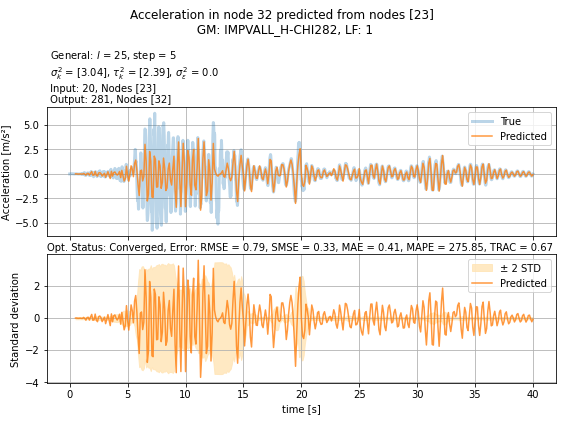 Acceleration in node 32 predicted from nodes [23]
GM: IMPVALL_H-CHI282, LF: 1
General: l = 25, step = 5
σ²ₖ = [3.04], τ²ₖ = [2.39], σ²ε = 0.0
Input: 20, Nodes [23]
Output: 281, Nodes [32]
Acceleration [m/s²]
5.0
2.5
0.0
−2.5
−5.0
True
Predicted
Opt. Status: Converged, Error: RMSE = 0.79, SMSE = 0.33, MAE = 0.41, MAPE = 275.85, TRAC = 0.67
Standard deviation
2
0
−2
−4
± 2 STD
Predicted
0 5 10 15 20 25 30 35 40
time [s]